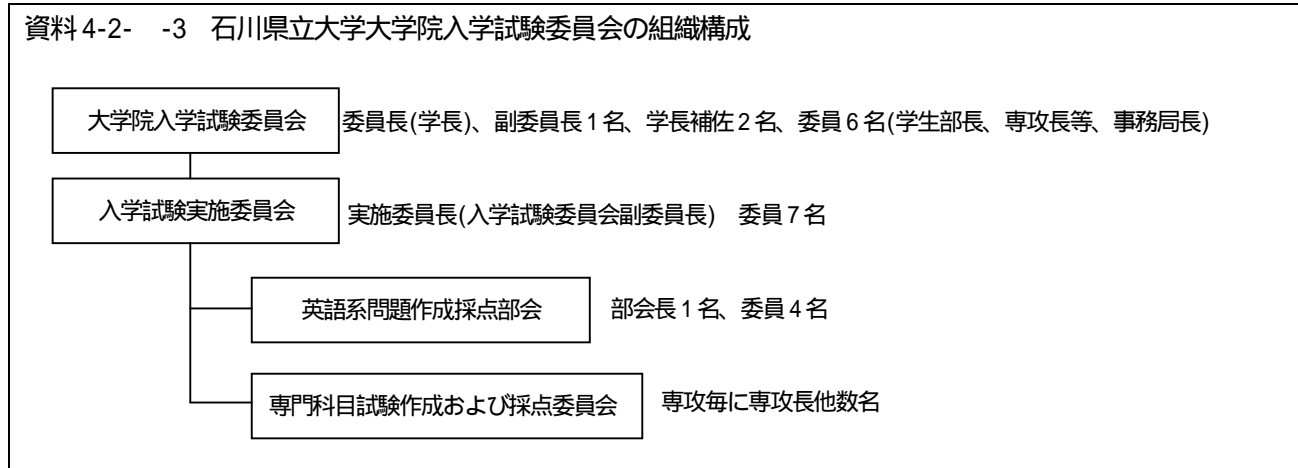 資料4-2- -3 石川県立大学大学院入学試験委員会の組織構成
大学院入学試験委員会 委員長(学長)、副委員長1名、学長補佐2名、委員6名(学生部長、専攻長等、事務局長)
入学試験実施委員会 実施委員長(入学試験委員会副委員長) 委員7名
英語系問題作成採点部会 部会長1名、委員4名
専門科目試験作成および採点委員会 専攻毎に専攻長他数名